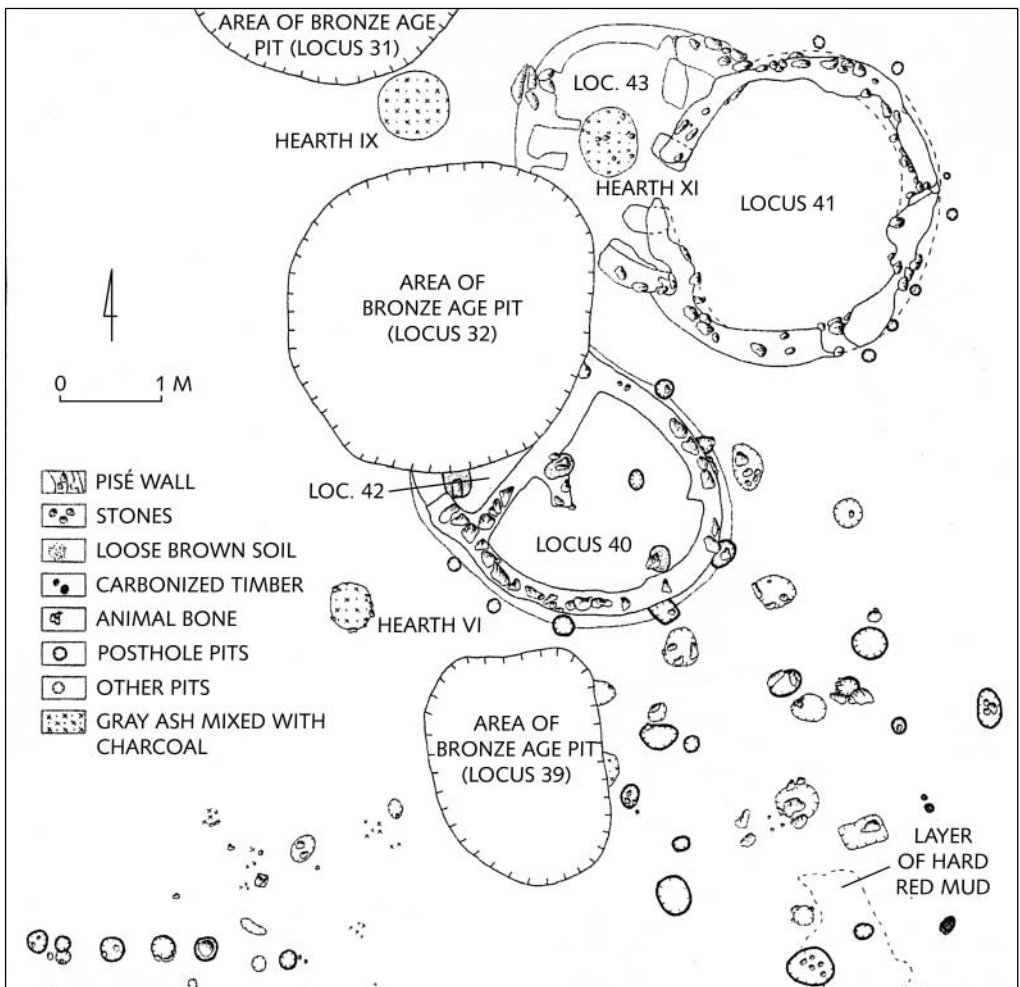 AREA OF BRONZE AGE
PIT (LOCUS 31)
HEARTH IX
LOC. 43
HEARTH XI
LOCUS 41
AREA OF
BRONZE AGE PIT
(LOCUS 32)
0 1 M
LOC. 42
LOCUS 40
HEARTH VI
PISÉ WALL
STONES
LOOSE BROWN SOIL
CARBONIZED TIMBER
ANIMAL BONE
POSTHOLE PITS
OTHER PITS
GRAY ASH MIXED WITH
CHARCOAL
AREA OF
BRONZE AGE PIT
(LOCUS 39)
LAYER
OF HARD
RED MUD